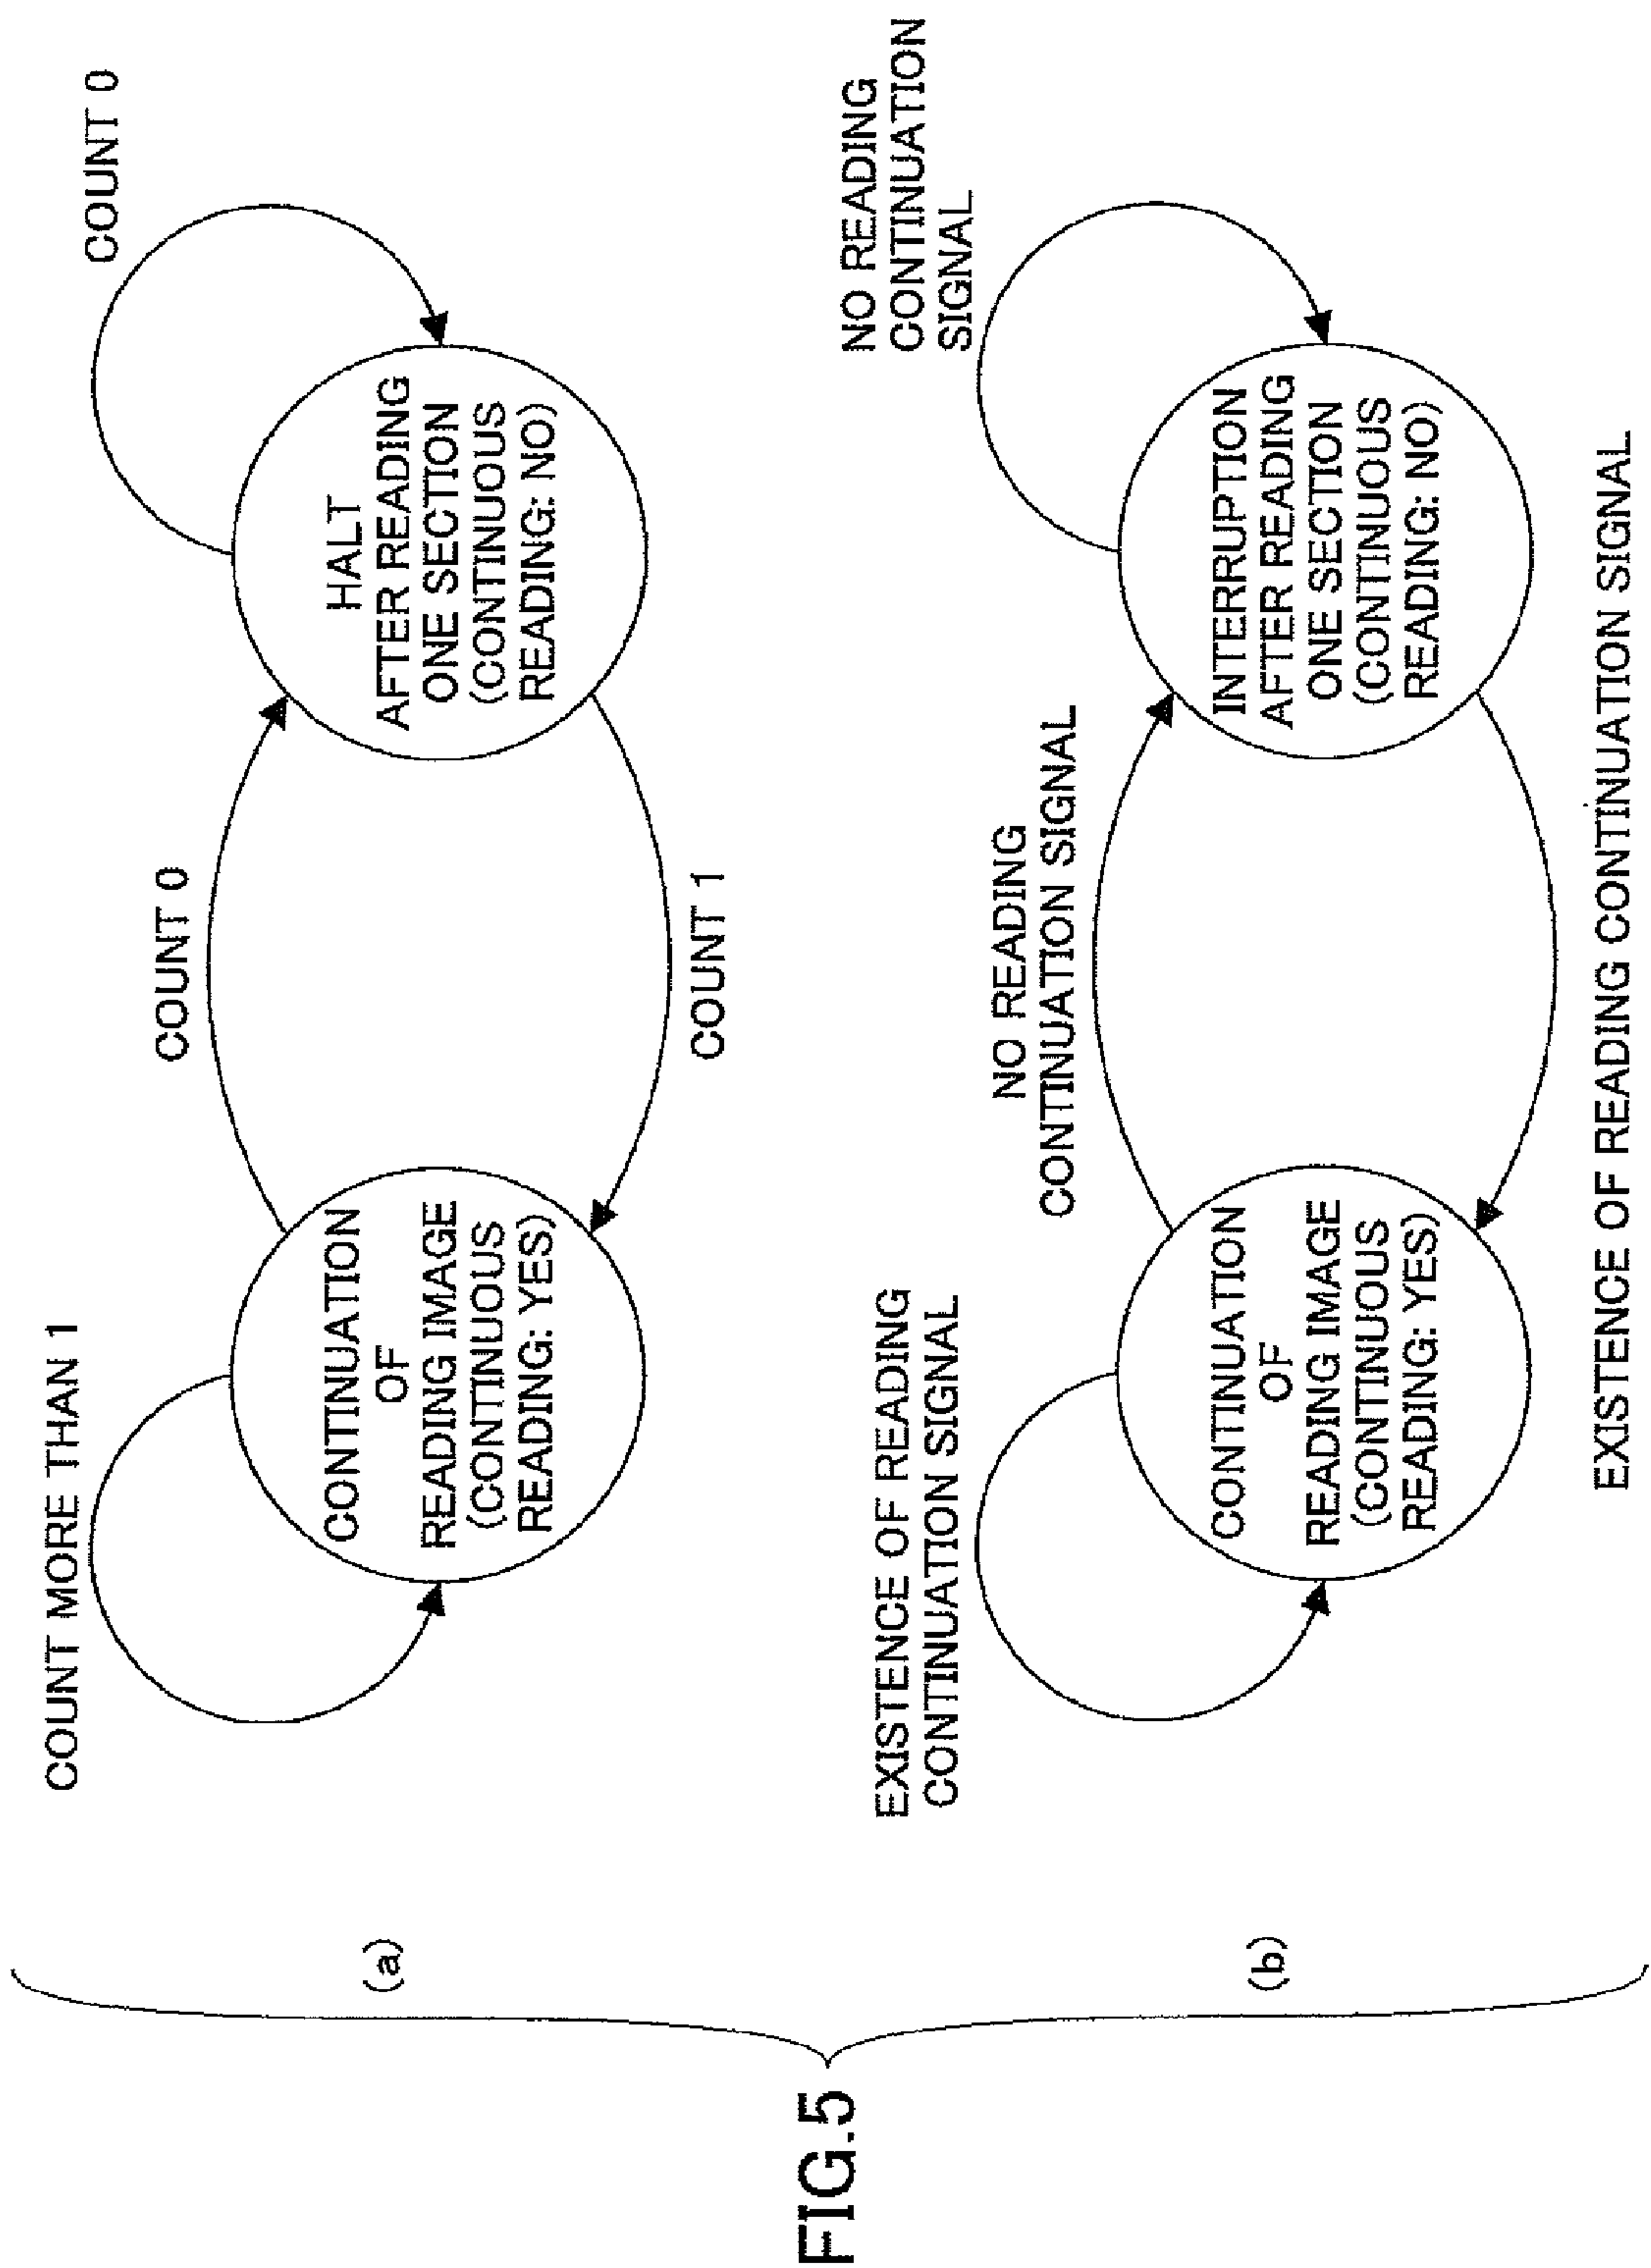 FIG.5
(a)
COUNT MORE THAN 1
CONTINUATION
OF
READING IMAGE
(CONTINUOUS
READING: YES)
COUNT 0
COUNT 1
HALT
AFTER READING
ONE SECTION
(CONTINUOUS
READING: NO)
COUNT 0
(b)
EXISTENCE OF READING
CONTINUATION SIGNAL
CONTINUATION
OF
READING IMAGE
(CONTINUOUS
READING: YES)
NO READING
CONTINUATION SIGNAL
EXISTENCE OF READING CONTINUATION SIGNAL
INTERRUPTION
AFTER READING
ONE SECTION
(CONTINUOUS
READING: NO)
NO READING
CONTINUATION
SIGNAL